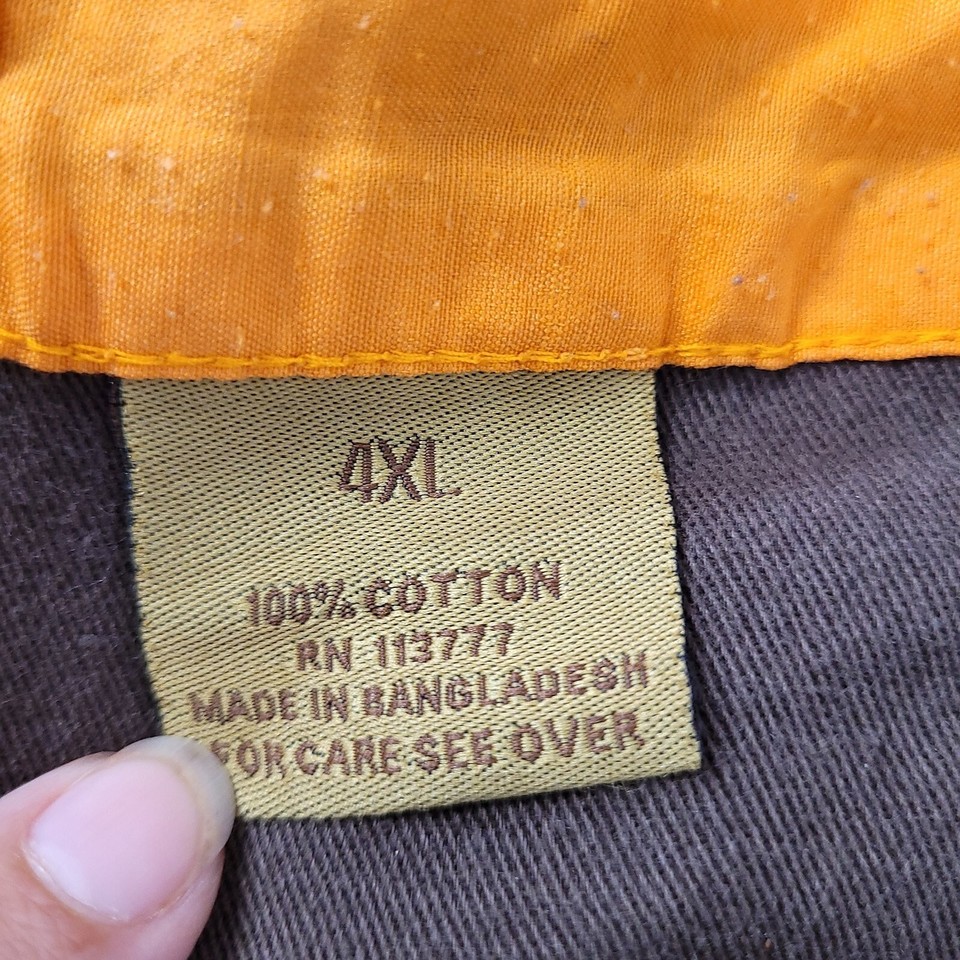 4XL
100% COTTON
RN 113777
MADE IN BANGLADESH
FOR CARE SEE OVER